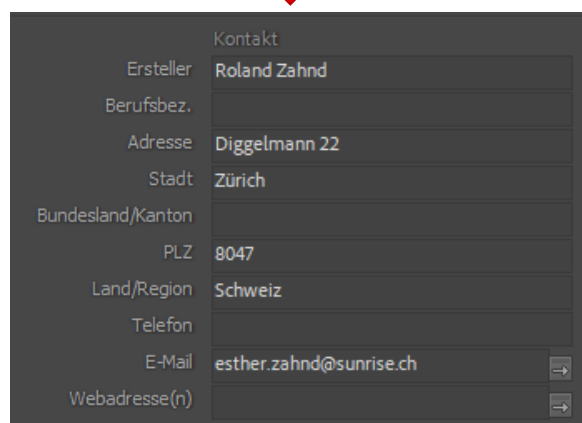 Kontakt
Ersteller Roland Zahnd
Berufsbez.
Adresse Diggelmann 22
Stadt Zürich
Bundesland/Kanton
PLZ 8047
Land/Region Schweiz
Telefon
E-Mail esther.zahnd@sunrise.ch
Webadresse(n)